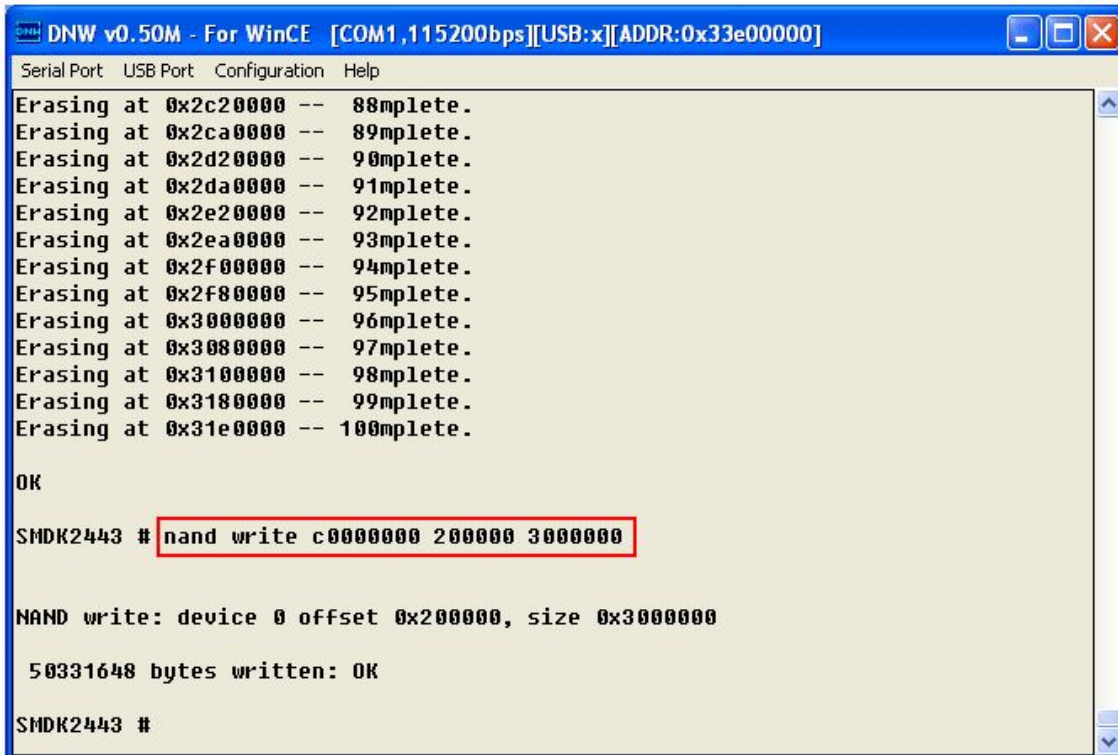 DNW v0.50M - For WinCE [COM1,115200bps][USB:x][ADDR:0x33e00000]
Serial Port USB Port Configuration Help
Erasing at 0x2c20000 -- 88mplete.
Erasing at 0x2ca0000 -- 89mplete.
Erasing at 0x2d20000 -- 90mplete.
Erasing at 0x2da0000 -- 91mplete.
Erasing at 0x2e20000 -- 92mplete.
Erasing at 0x2ea0000 -- 93mplete.
Erasing at 0x2f00000 -- 94mplete.
Erasing at 0x2f80000 -- 95mplete.
Erasing at 0x3000000 -- 96mplete.
Erasing at 0x3080000 -- 97mplete.
Erasing at 0x3100000 -- 98mplete.
Erasing at 0x3180000 -- 99mplete.
Erasing at 0x31e0000 -- 100mplete.
OK
SMDK2443 # nand write c0000000 200000 3000000
NAND write: device 0 offset 0x200000, size 0x3000000
50331648 bytes written: OK
SMDK2443 #